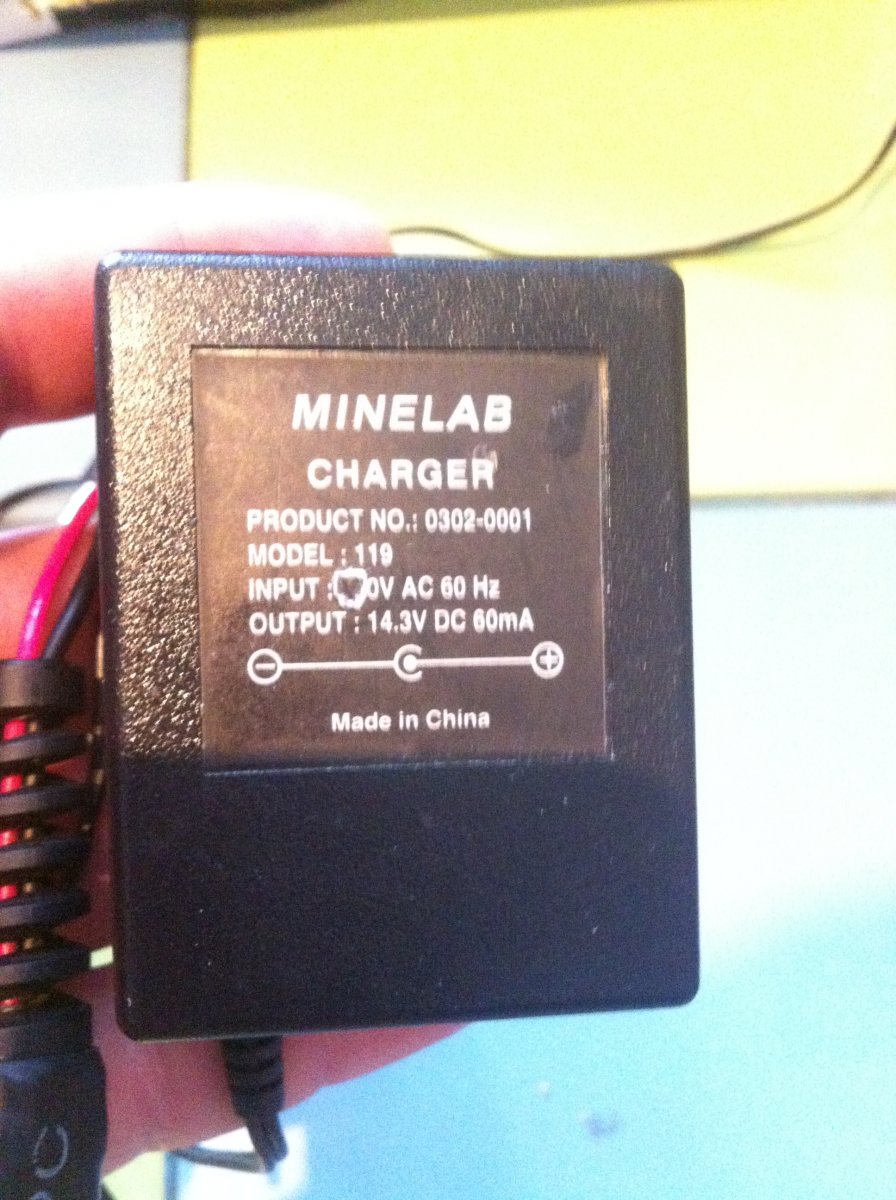 MINELAB
CHARGER
PRODUCT NO.: 0302-0001
MODEL : 119
INPUT : 0V AC 60 Hz
OUTPUT : 14.3V DC 60mA
Made in China